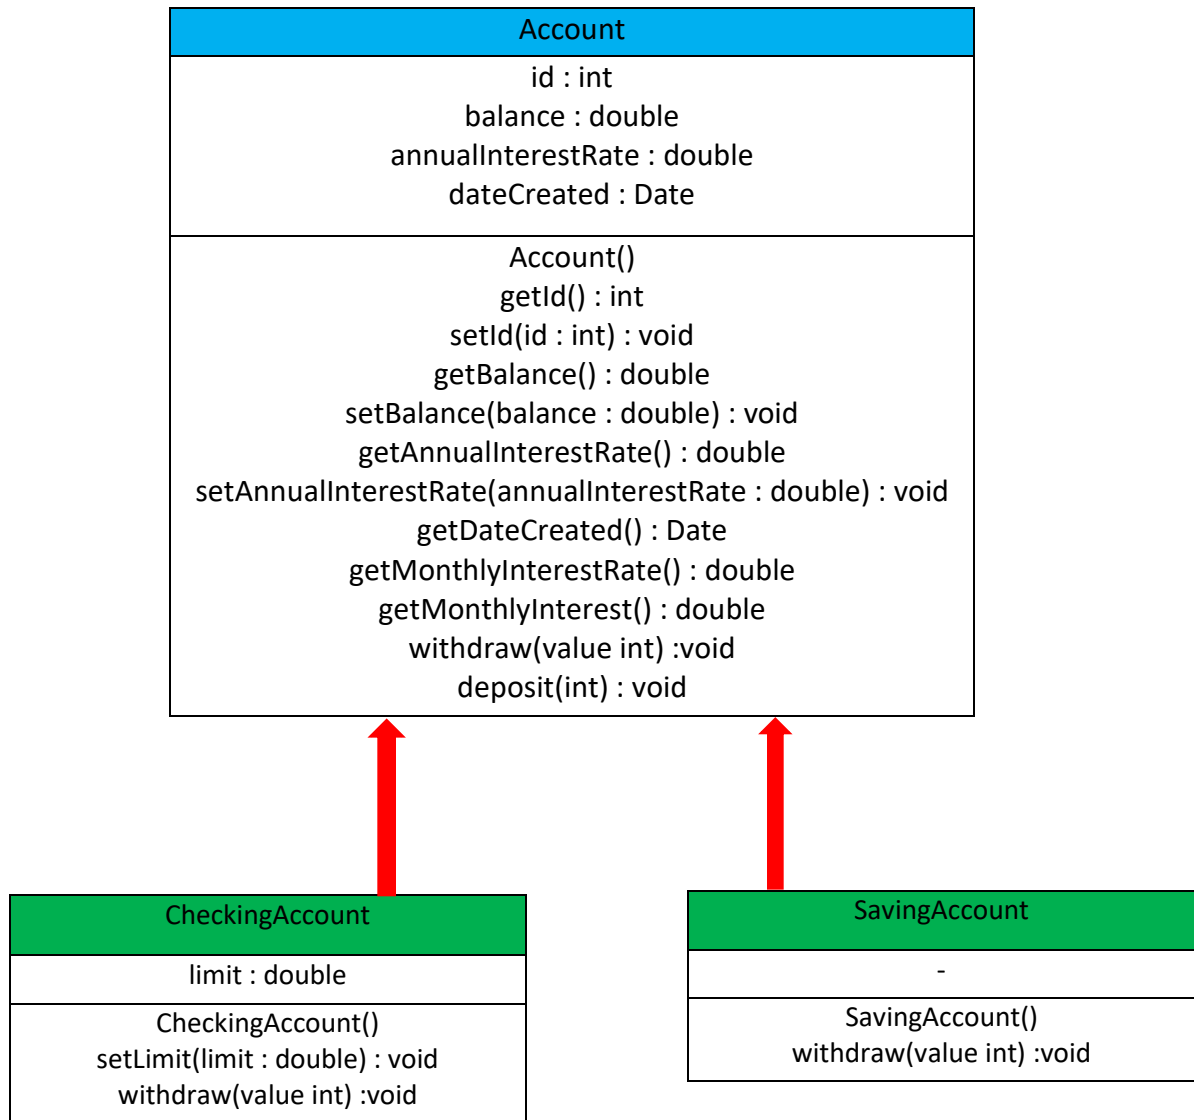 Account
id : int
balance : double
annualInterestRate : double
dateCreated : Date
Account()
getId() : int
setId(id : int) : void
getBalance() : double
setBalance(balance : double) : void
getAnnualInterestRate() : double
setAnnualInterestRate(annualInterestRate : double) : void
getDateCreated() : Date
getMonthlyInterestRate() : double
getMonthlyInterest() : double
withdraw(value int) :void
deposit(int) : void
CheckingAccount
limit : double
CheckingAccount()
setLimit(limit : double) : void
withdraw(value int) :void
SavingAccount
-
SavingAccount()
withdraw(value int) :void